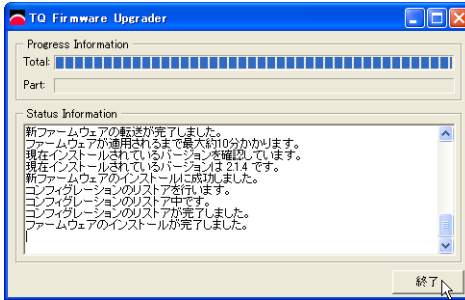 TQ Firmware Upgrader
Progress Information
Total:
Part:
Status Information
新ファームウェアの転送が完了しました。
ファームウェアが適用されるまで最大約10分かかります。
現在インストールされているバージョンを確認しています。
現在インストールされているバージョンは 2.1.4 です。
新ファームウェアのインストールに成功しました。
コンフィグレーションのリストアを行います。
コンフィグレーションのリストア中です。
コンフィグレーションのリストアが完了しました。
ファームウェアのインストールが完了しました。
終了